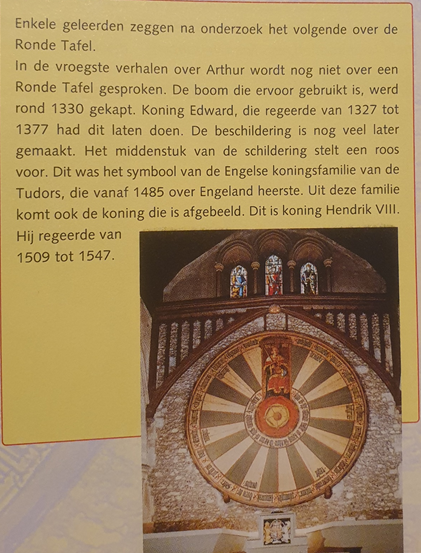 Enkele geleerden zeggen na onderzoek het volgende over de
Ronde Tafel.
In de vroegste verhalen over Arthur wordt nog niet over een
Ronde Tafel gesproken. De boom die ervoor gebruikt is, werd
rond 1330 gekapt. Koning Edward, die regeerde van 1327 tot
1377 had dit laten doen. De beschildering is nog veel later
gemaakt. Het middenstuk van de schildering stelt een roos
voor. Dit was het symbool van de Engelse koningsfamilie van de
Tudors, die vanaf 1485 over Engeland heerste. Uit deze familie
komt ook de koning die is afgebeeld. Dit is koning Hendrik VIII.
Hij regeerde van
1509 tot 1547.